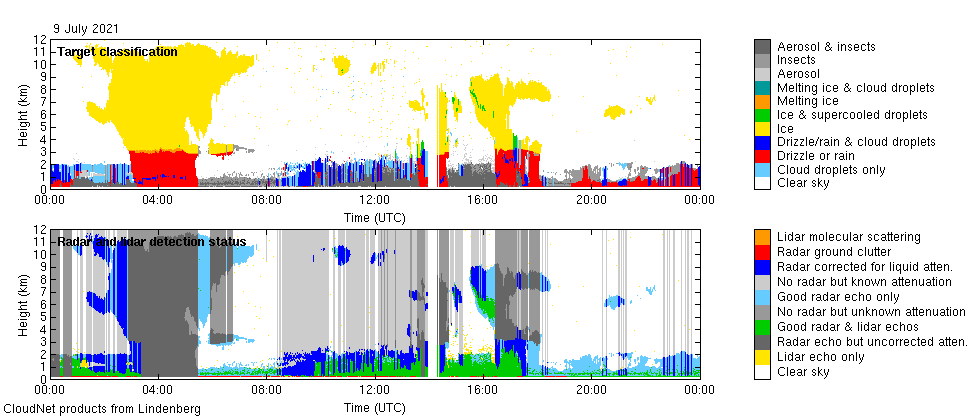 9 July 2021
Target classification
12
11
10
9
8
7
6
5
4
3
2
1
0
Height (km)
00:00 04:00 08:00 12:00 16:00 20:00 00:00
Time (UTC)
Aerosol & insects
Insects
Aerosol
Melting ice & cloud droplets
Melting ice
Ice & supercooled droplets
Ice
Drizzle/rain & cloud droplets
Drizzle or rain
Cloud droplets only
Clear sky
Radar and lidar detection status
12
11
10
9
8
7
6
5
4
3
2
1
0
Height (km)
00:00 04:00 08:00 12:00 16:00 20:00 00:00
Time (UTC)
Lidar molecular scattering
Radar ground clutter
Radar corrected for liquid atten.
No radar but known attenuation
Good radar echo only
No radar but unknown attenuation
Good radar & lidar echos
Radar echo but uncorrected atten.
Lidar echo only
Clear sky
CloudNet products from Lindenberg